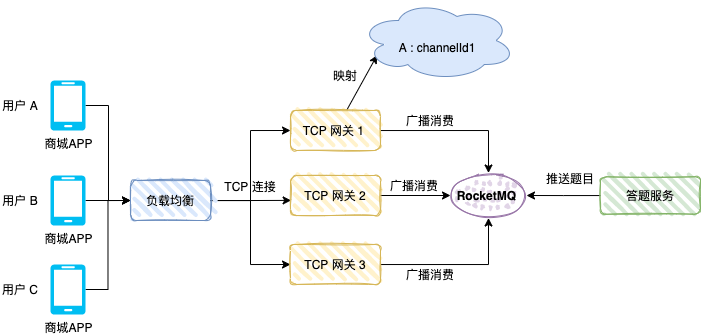 A : channelId1
映射
用户 A
商城APP
TCP 网关 1
广播消费
用户 B
商城APP
负载均衡
TCP 连接
TCP 网关 2
广播消费
RocketMQ
推送题目
答题服务
用户 C
商城APP
TCP 网关 3
广播消费